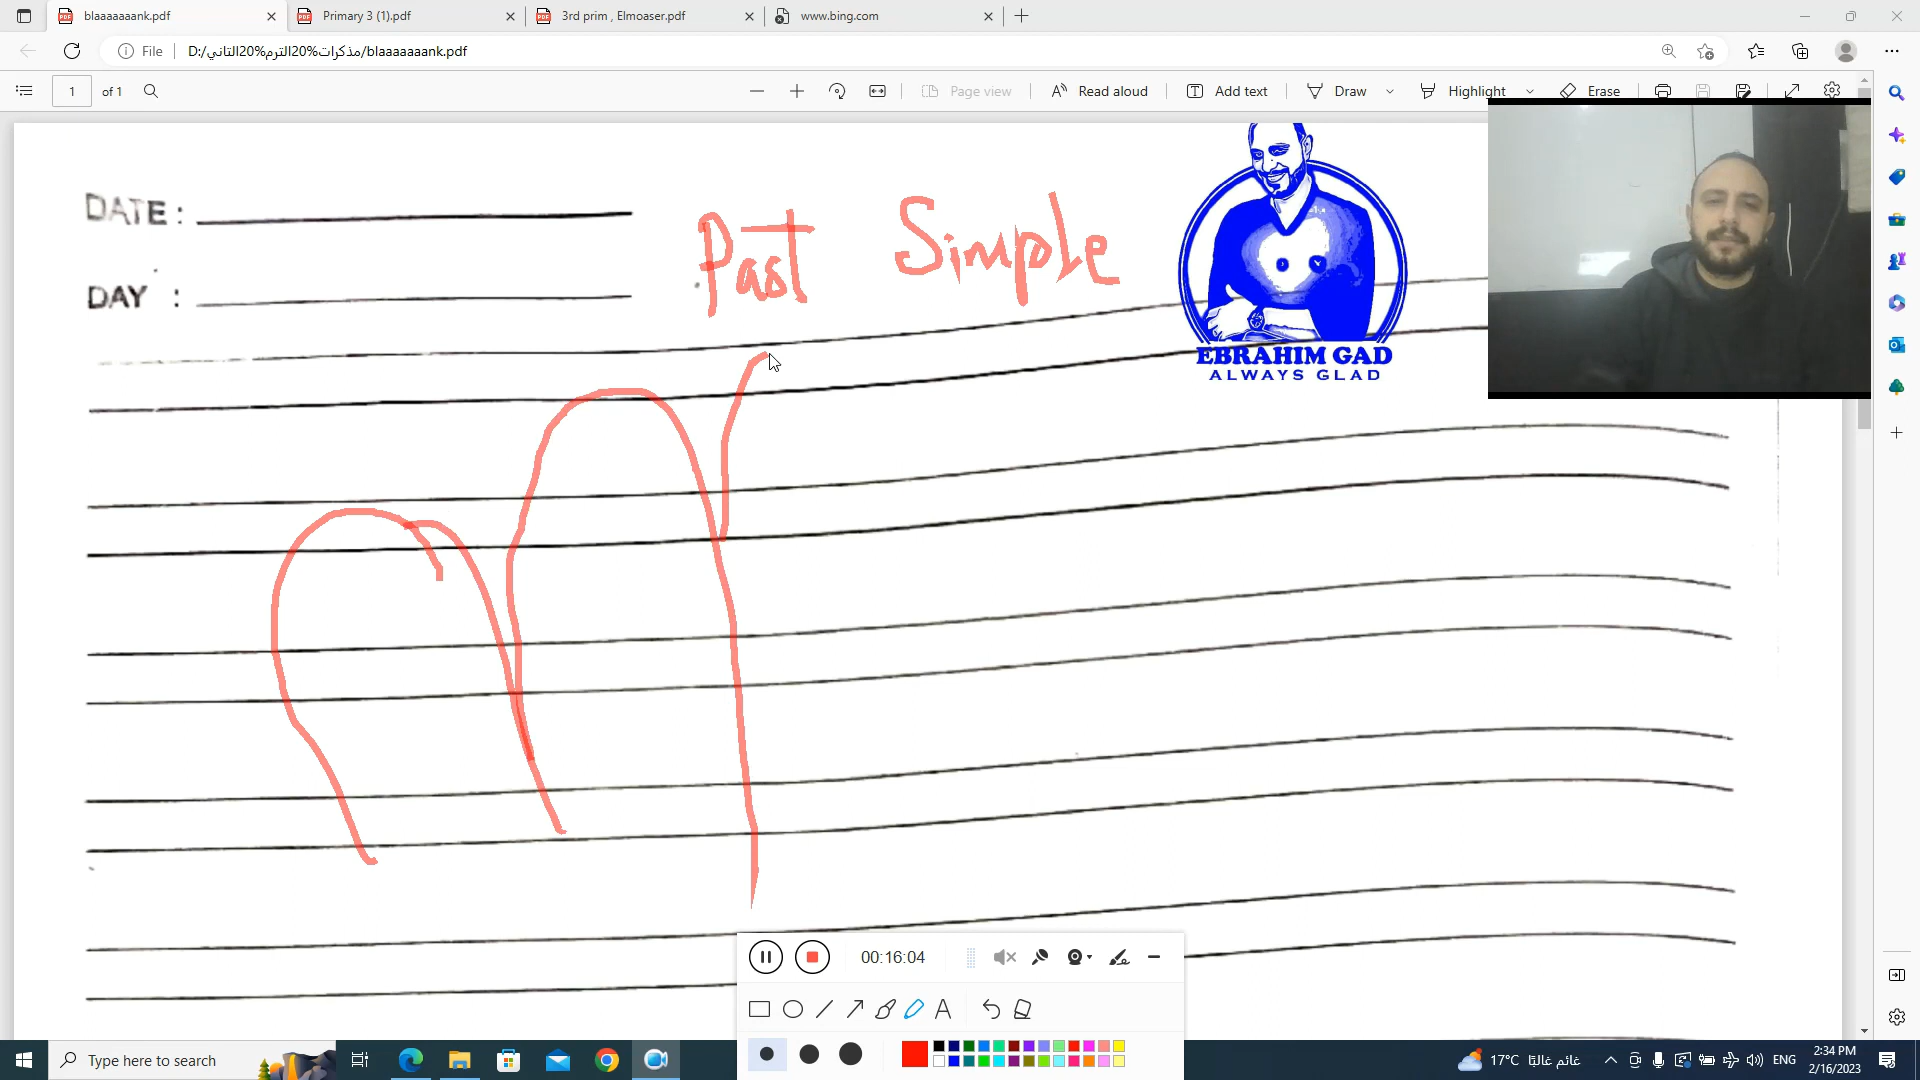 blaaaaaank.pdf
Primary 3 (1).pdf
3rd prim , Elmoaser.pdf
www.bing.com
File
D:/مذكرات%20الترم%20التاني/blaaaaaaank.pdf
1 of 1
Page view
Read aloud
Add text
Draw
Highlight
Erase
DATE :
DAY :
Past Simple
EBRAHIM GAD
ALWAYS GLAD
00:16:04
A
Type here to search
17°C غائم غالبًا
ENG
2:34 PM
2/16/2023